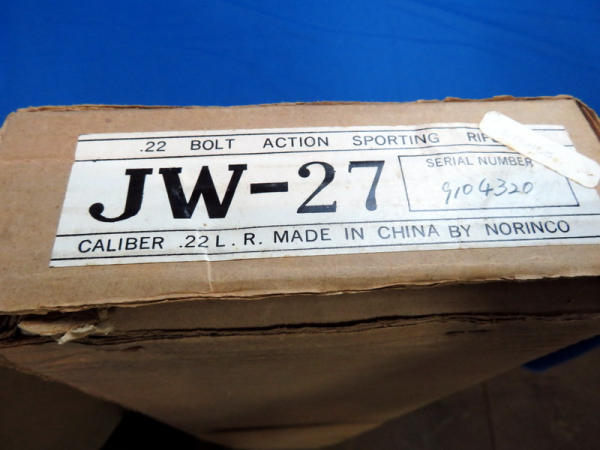 .22 BOLT ACTION SPORTING
JW-27
SERIAL NUMBER
9104320
CALIBER .22 L. R. MADE IN CHINA BY NORINCO